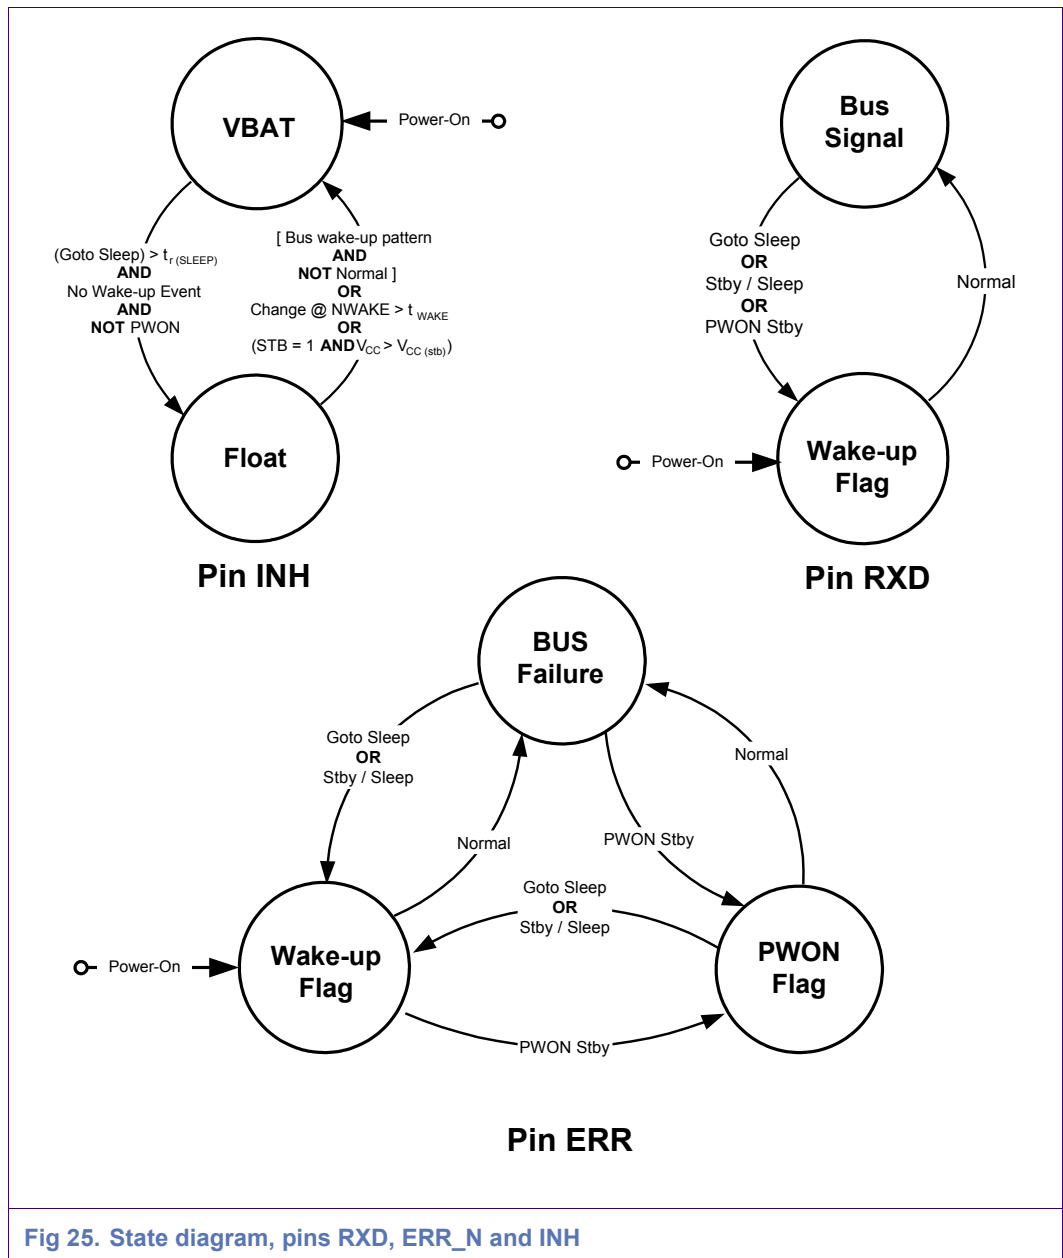 VBAT
Power-On
(Goto Sleep) > t r (SLEEP)
AND
No Wake-up Event
AND
NOT PWON
[ Bus wake-up pattern
AND
NOT Normal ]
OR
Change @ NWAKE > t WAKE
OR
(STB = 1 AND VCC > VCC (stb))
Float
Pin INH
Bus
Signal
Goto Sleep
OR
Stby / Sleep
OR
PWON Stby
Normal
Power-On
Wake-up
Flag
Pin RXD
BUS
Failure
Goto Sleep
OR
Stby / Sleep
Normal
Normal
PWON Stby
Goto Sleep
OR
Stby / Sleep
Power-On
Wake-up
Flag
PWON
Flag
PWON Stby
Pin ERR
Fig 25. State diagram, pins RXD, ERR_N and INH